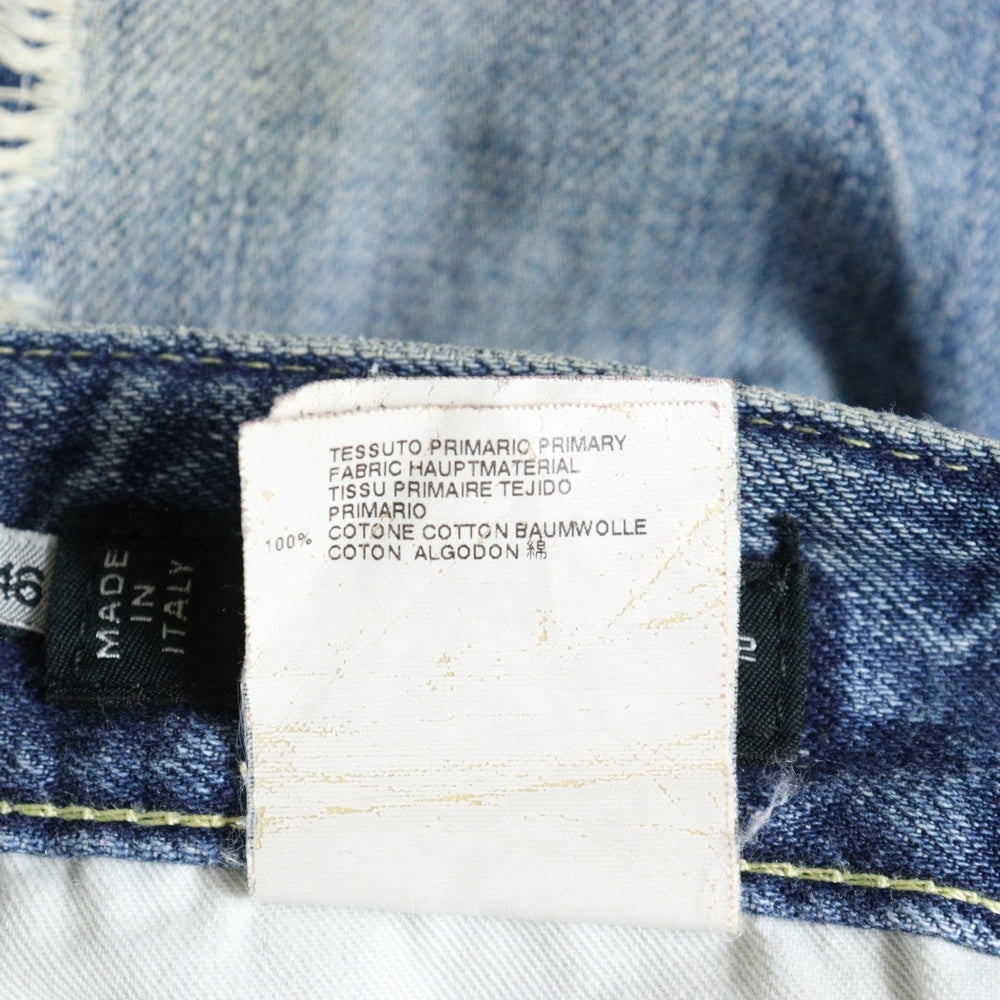 TESSUTO PRIMARIO PRIMARY
FABRIC HAUPTMATERIAL
TISSU PRIMAIRE TEJIDO
PRIMARIO
100% COTONE COTTON BAUMWOLLE
COTON ALGODON 綿
46
MADE
IN
ITALY